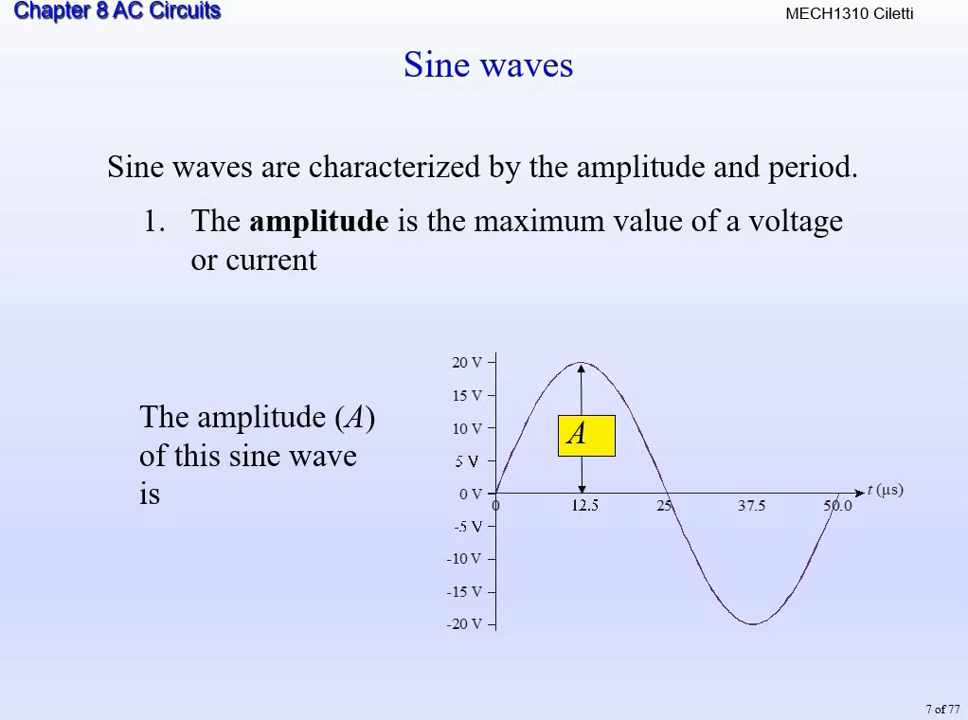 Chapter 8 AC Circuits
MECH1310 Ciletti
Sine waves
Sine waves are characterized by the amplitude and period.
1. The amplitude is the maximum value of a voltage
or current
The amplitude (A)
of this sine wave
is
20 V
15 V
10 V
5 V
0 V
-5 V
-10 V
-15 V
-20 V
A
0 12.5 25 37.5 50.0
t (μs)
7 of 77